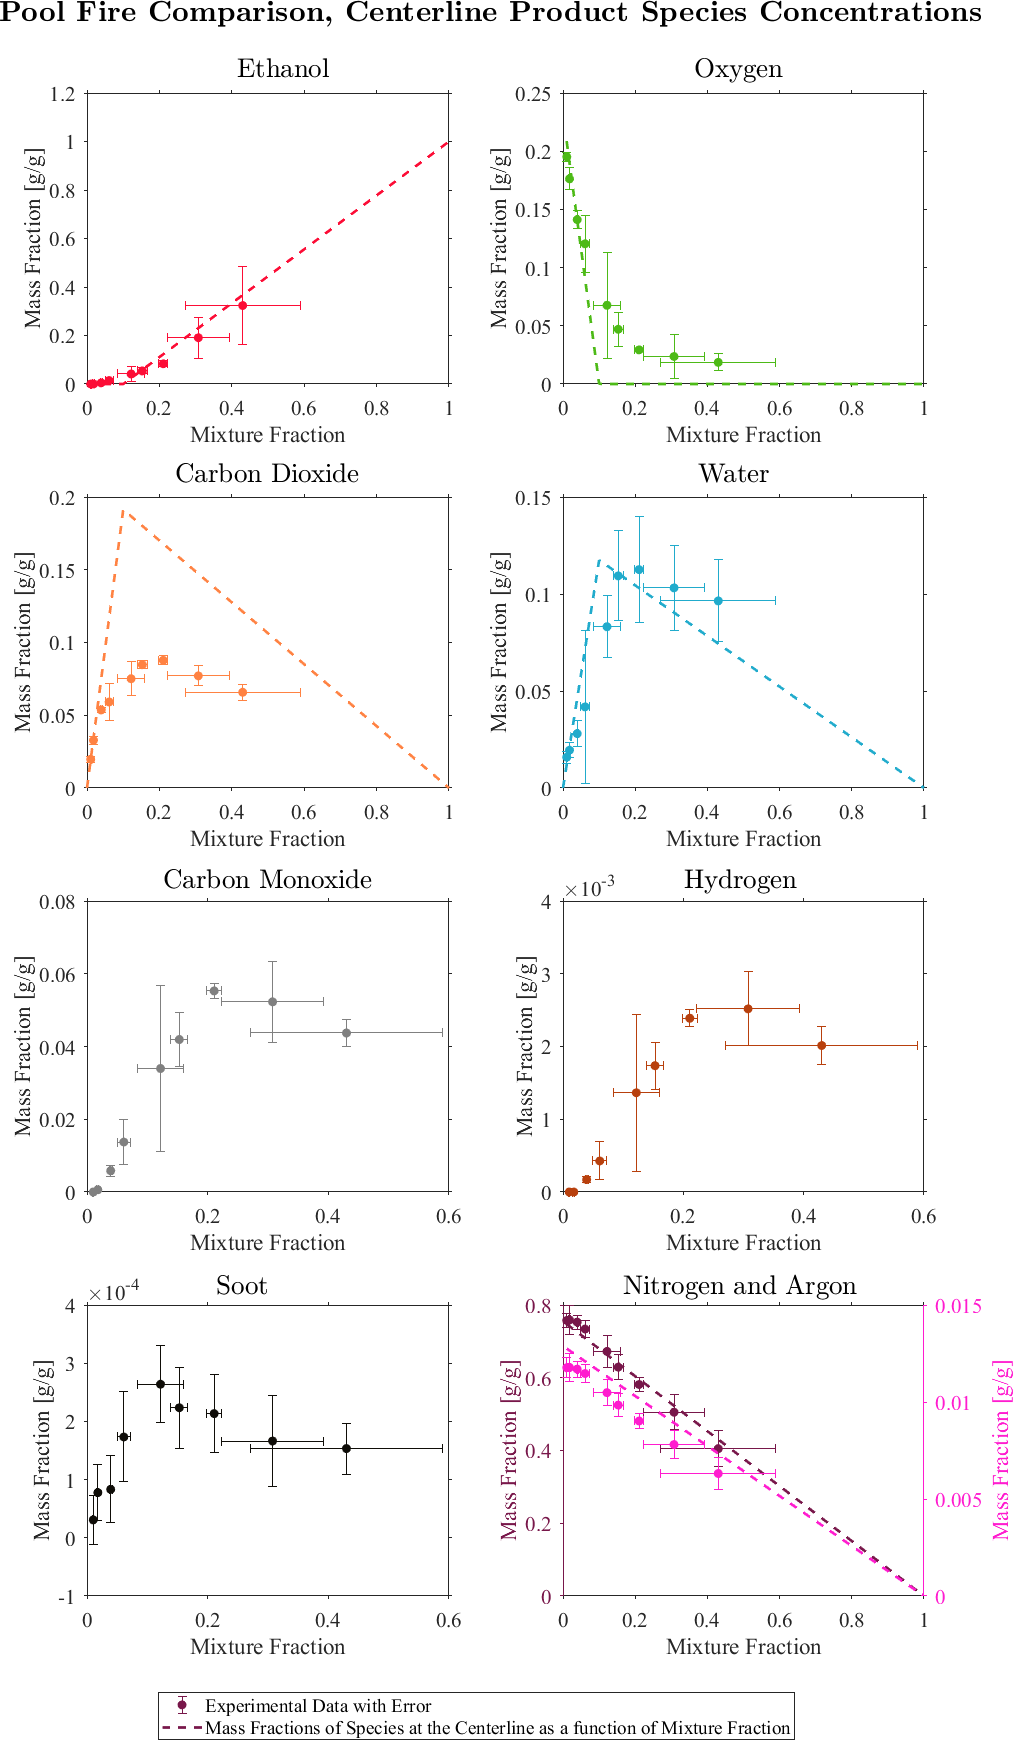 Pool Fire Comparison, Centerline Product Species Concentrations
Ethanol
Mass Fraction [g/g]
1.2
1
0.8
0.6
0.4
0.2
0
0 0.2 0.4 0.6 0.8 1
Mixture Fraction
Oxygen
Mass Fraction [g/g]
0.25
0.2
0.15
0.1
0.05
0
0 0.2 0.4 0.6 0.8 1
Mixture Fraction
Carbon Dioxide
Mass Fraction [g/g]
0.2
0.15
0.1
0.05
0
0 0.2 0.4 0.6 0.8 1
Mixture Fraction
Water
Mass Fraction [g/g]
0.15
0.1
0.05
0
0 0.2 0.4 0.6 0.8 1
Mixture Fraction
Carbon Monoxide
Mass Fraction [g/g]
0.08
0.06
0.04
0.02
0
0 0.2 0.4 0.6
Mixture Fraction
Hydrogen
×10-3
Mass Fraction [g/g]
4
3
2
1
0
0 0.2 0.4 0.6
Mixture Fraction
Soot
×10-4
Mass Fraction [g/g]
4
3
2
1
0
-1
0 0.2 0.4 0.6
Mixture Fraction
Nitrogen and Argon
Mass Fraction [g/g]
0.8
0.6
0.4
0.2
0
0.015
0.01
0.005
0
Mass Fraction [g/g]
0 0.2 0.4 0.6 0.8 1
Mixture Fraction
Experimental Data with Error
Mass Fractions of Species at the Centerline as a function of Mixture Fraction